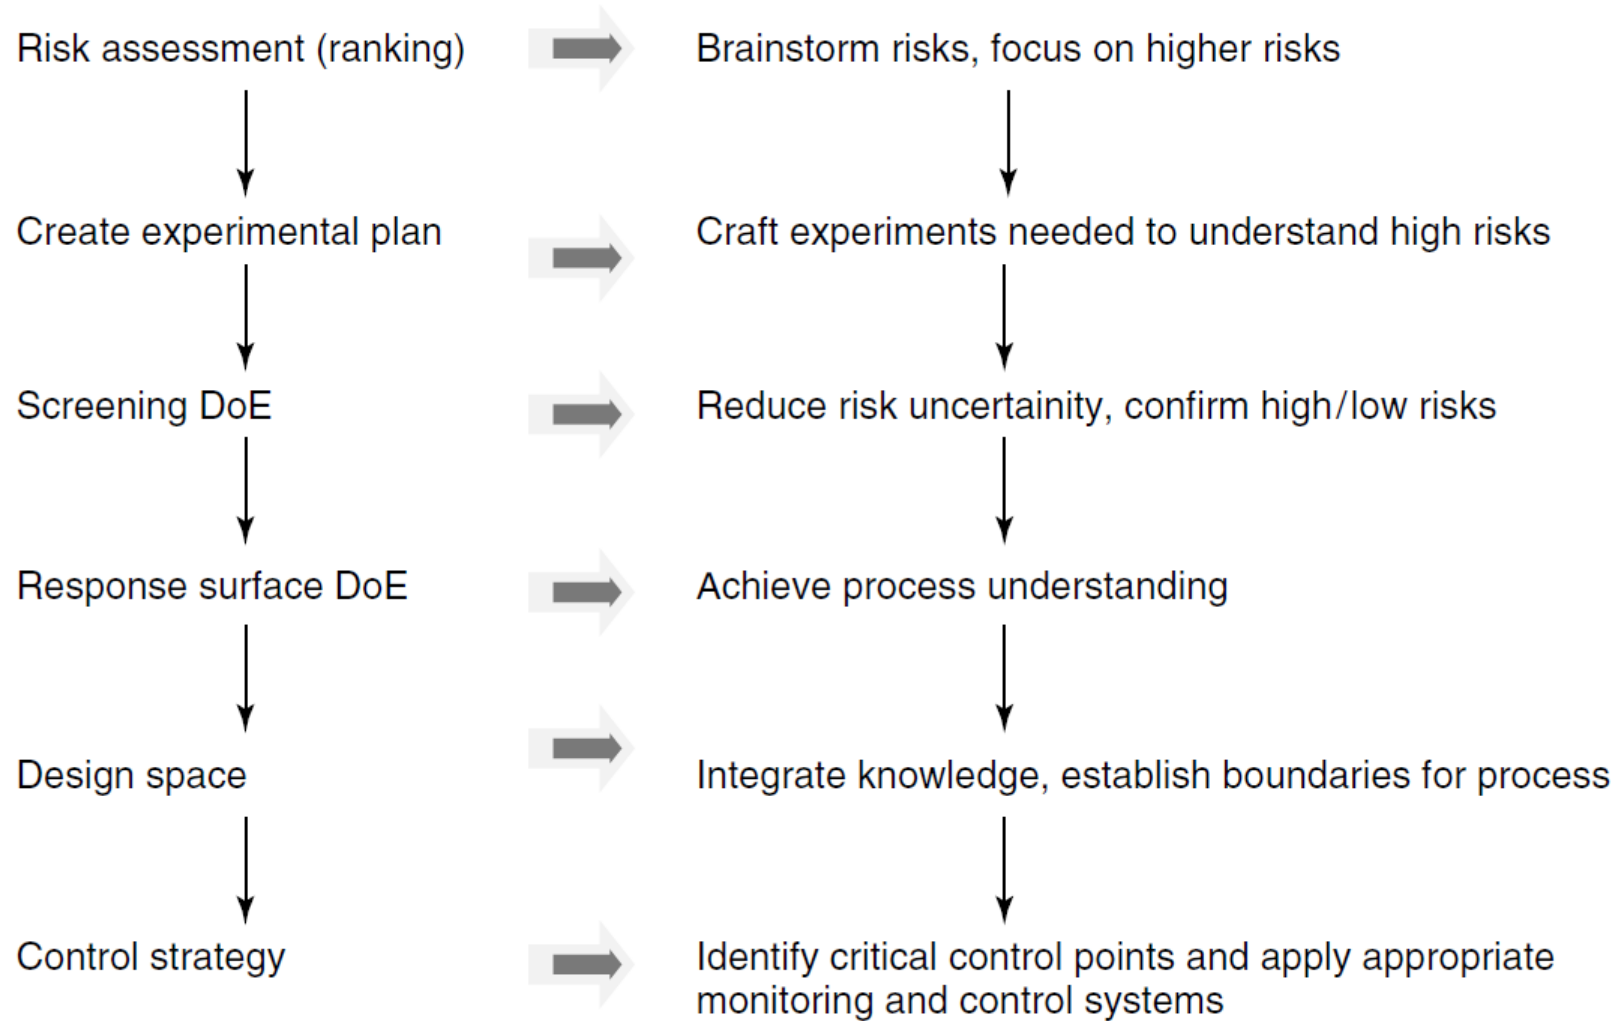 Risk assessment (ranking)
Brainstorm risks, focus on higher risks
Create experimental plan
Craft experiments needed to understand high risks
Screening DoE
Reduce risk uncertainity, confirm high/low risks
Response surface DoE
Achieve process understanding
Design space
Integrate knowledge, establish boundaries for process
Control strategy
Identify critical control points and apply appropriate
monitoring and control systems